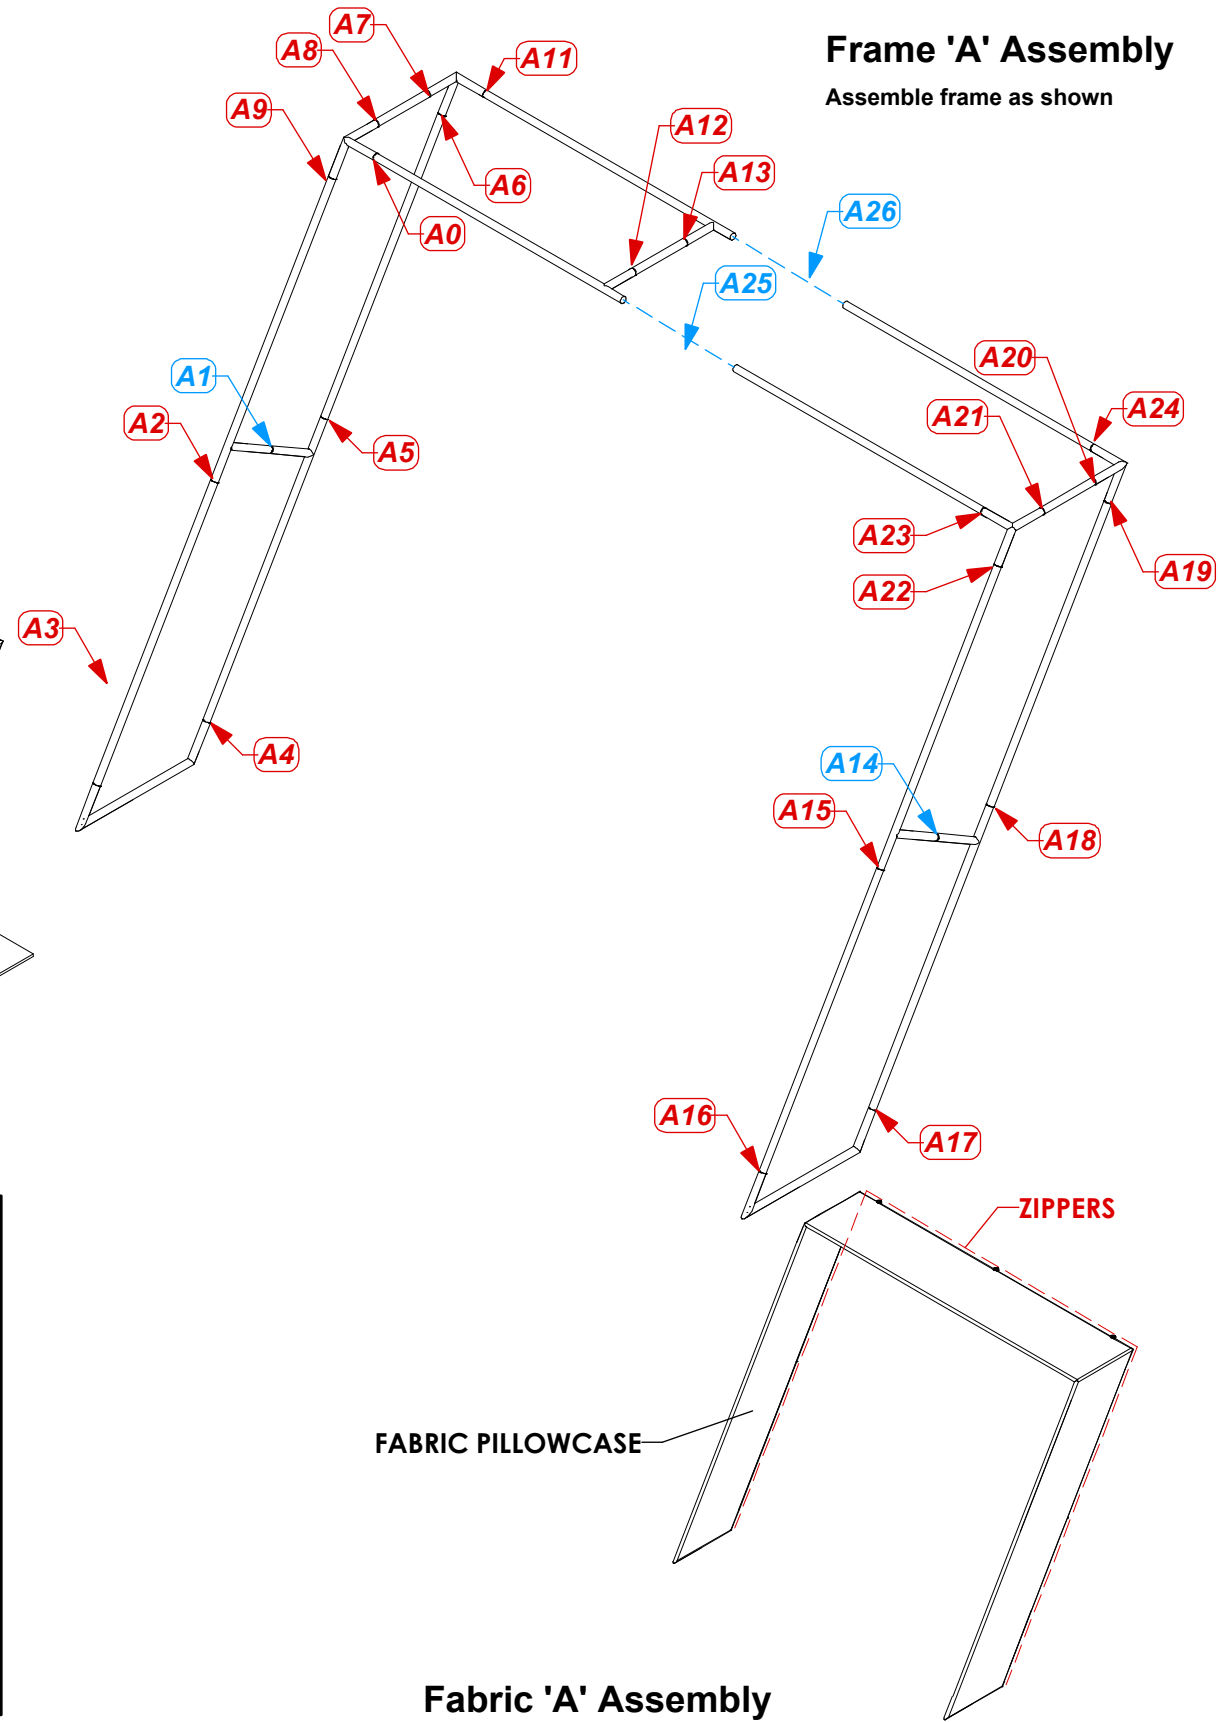 Frame 'A' Assembly
Assemble frame as shown
A7
A8
A11
A9
A12
A13
A6
A0
A26
A25
A1
A20
A24
A21
A2
A5
A23
A19
A22
A3
A4
A14
A15
A18
A16
A17
ZIPPERS
FABRIC PILLOWCASE
Fabric 'A' Assembly